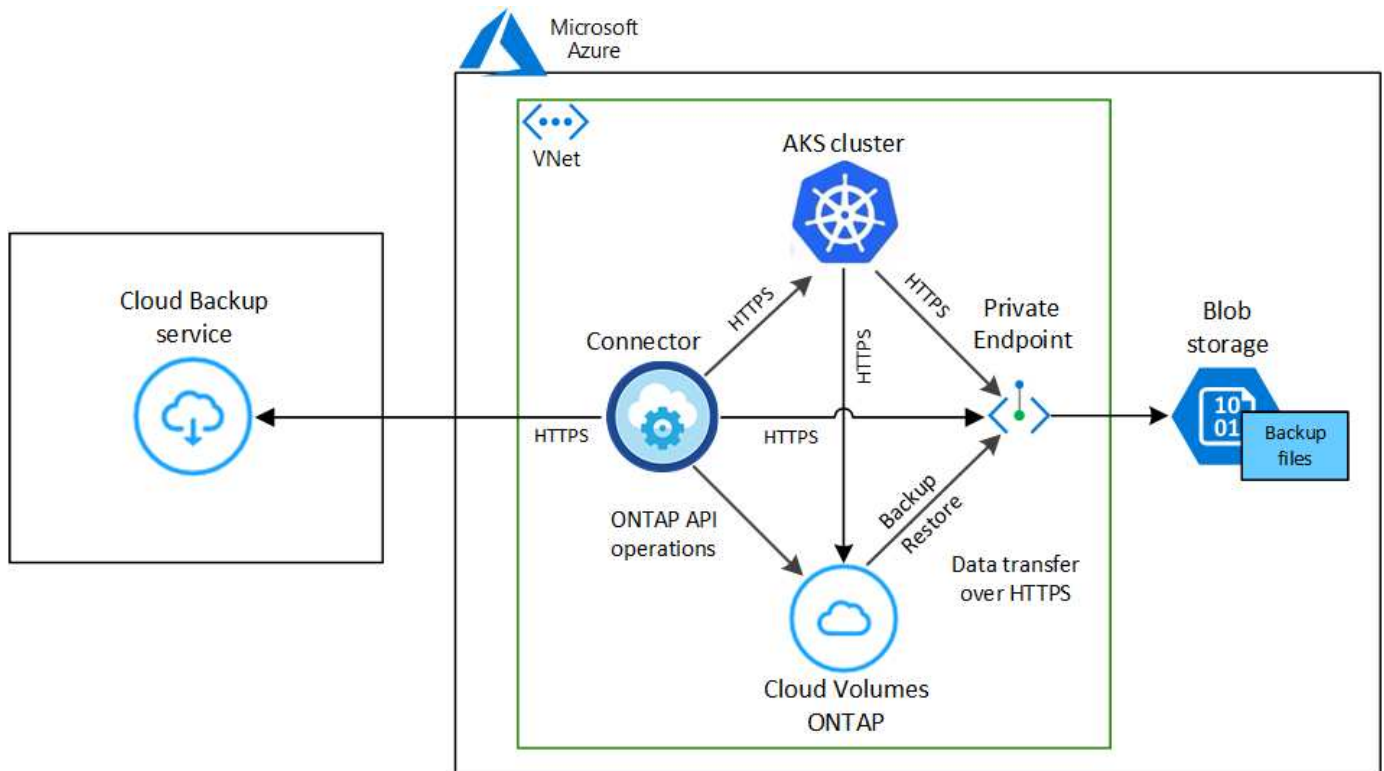 Microsoft
Azure
VNet
AKS cluster
Cloud Backup
service
Connector
HTTPS
HTTPS
HTTPS
Private
Endpoint
Blob
storage
10
01
Backup
files
HTTPS
HTTPS
ONTAP API
operations
Backup
Restore
Data transfer
over HTTPS
Cloud Volumes
ONTAP